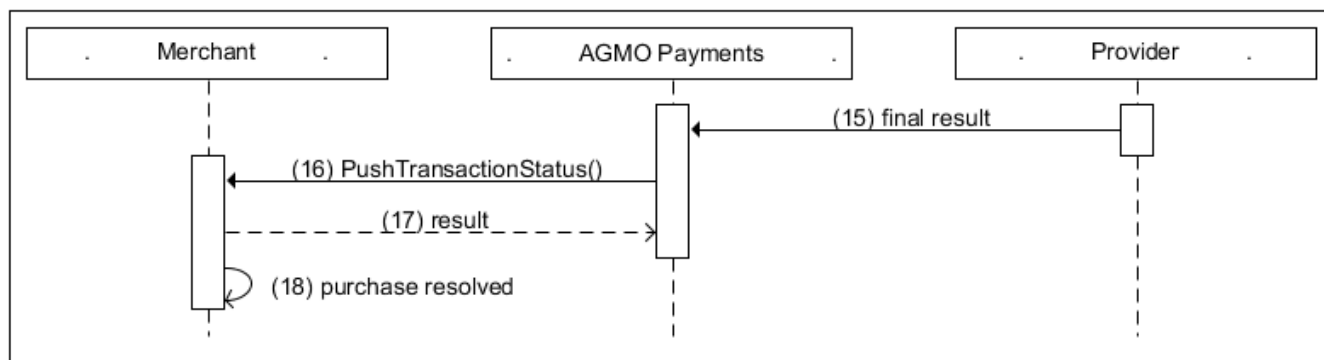 . Merchant .
. AGMO Payments .
. Provider .
(15) final result
(16) PushTransactionStatus()
(17) result
(18) purchase resolved